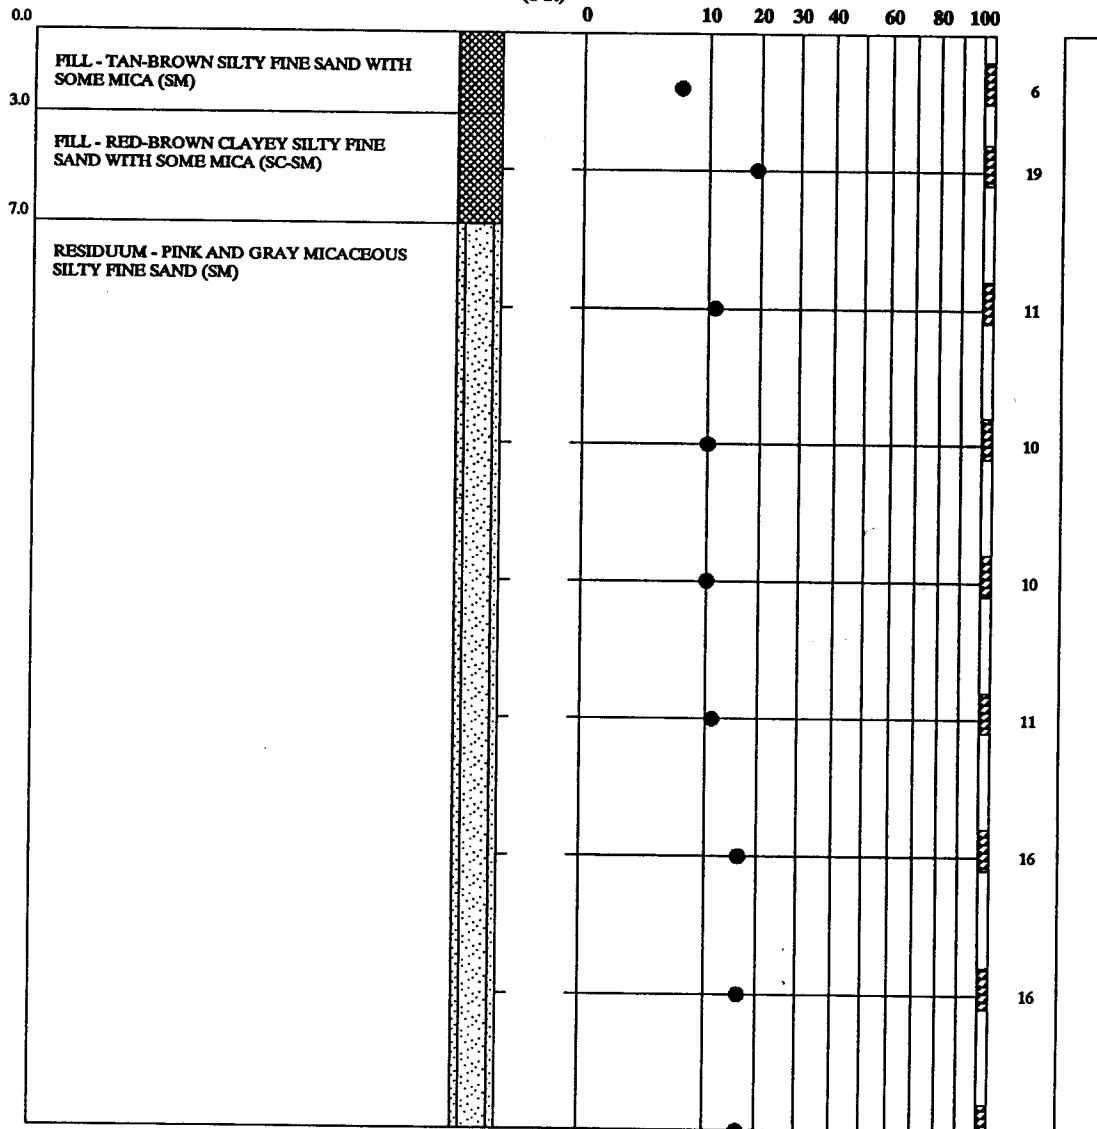 0.0
0 10 20 30 40 60 80 100
FILL - TAN-BROWN SILTY FINE SAND WITH
SOME MICA (SM)
6
3.0
FILL - RED-BROWN CLAYEY SILTY FINE
SAND WITH SOME MICA (SC-SM)
19
7.0
RESIDUUM - PINK AND GRAY MICACEOUS
SILTY FINE SAND (SM)
11
10
10
11
16
16